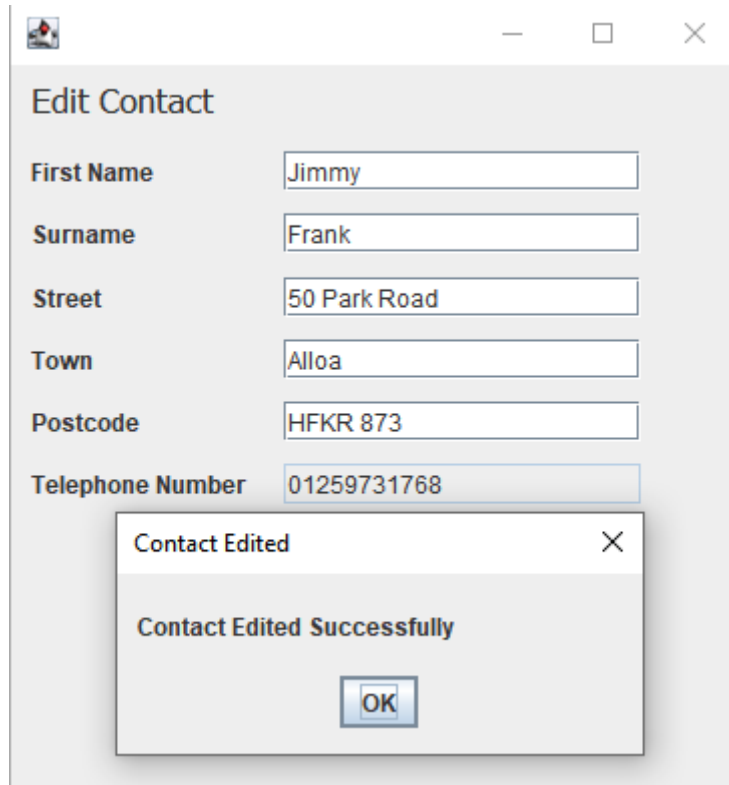 Edit Contact
First Name Jimmy
Surname Frank
Street 50 Park Road
Town Alloa
Postcode HFKR 873
Telephone Number 01259731768
Contact Edited
Contact Edited Successfully
OK